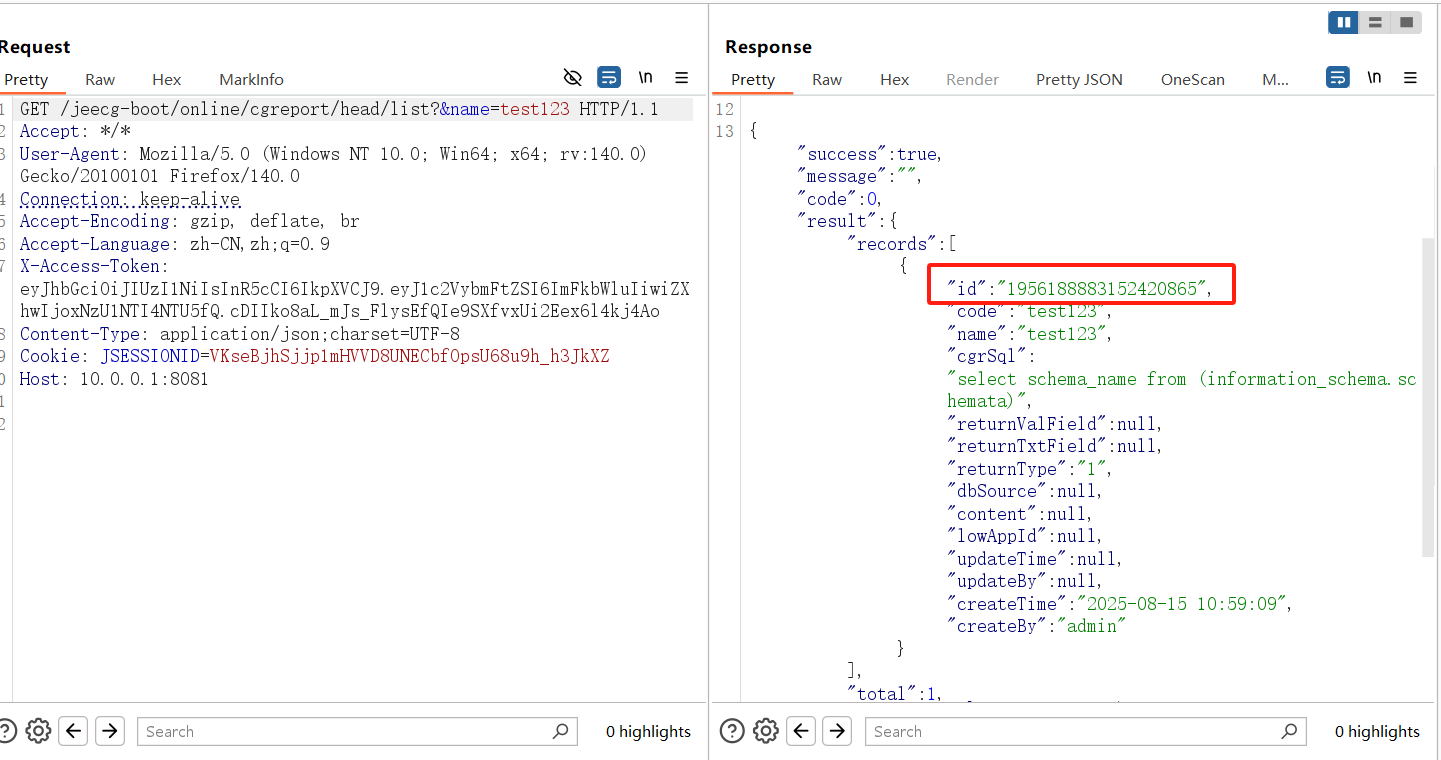 Request
Pretty Raw Hex MarkInfo \n
1 GET /jeecg-boot/online/cgreport/head/list?&name=test123 HTTP/1.1
2 Accept: */*
3 User-Agent: Mozilla/5.0 (Windows NT 10.0; Win64; x64; rv:140.0)
Gecko/20100101 Firefox/140.0
4 Connection: keep-alive
5 Accept-Encoding: gzip, deflate, br
6 Accept-Language: zh-CN,zh;q=0.9
7 X-Access-Token:
eyJhbGciOiJIUzI1NiIsInR5cCI6IkpXVCJ9.eyJ1c2VybmFtZSI6ImFkbWluIiwiZX
hwIjoxNzU1NTI4NTU5fQ.cDIIko8aL_mJs_FlysEfQIe9SXfvxUi2Eex6l4kj4Ao
8 Content-Type: application/json;charset=UTF-8
9 Cookie: JSESSIONID=VKseBjhSjjp1mHVVD8UNECbfOpsU68u9h_h3JkXZ
0 Host: 10.0.0.1:8081
1
2
? Search 0 highlights
Response
Pretty Raw Hex Render Pretty JSON OneScan M... \n
12
13 {
"success":true,
"message":"",
"code":0,
"result":{
"records":[
{
"id":"1956188883152420865",
"code":"test123",
"name":"test123",
"cgrSql":
"select schema_name from (information_schema.sc
hemata)",
"returnValField":null,
"returnTxtField":null,
"returnType":"1",
"dbSource":null,
"content":null,
"lowAppId":null,
"updateTime":null,
"updateBy":null,
"createTime":"2025-08-15 10:59:09",
"createBy":"admin"
}
],
"total":1,
? Search 0 highlights